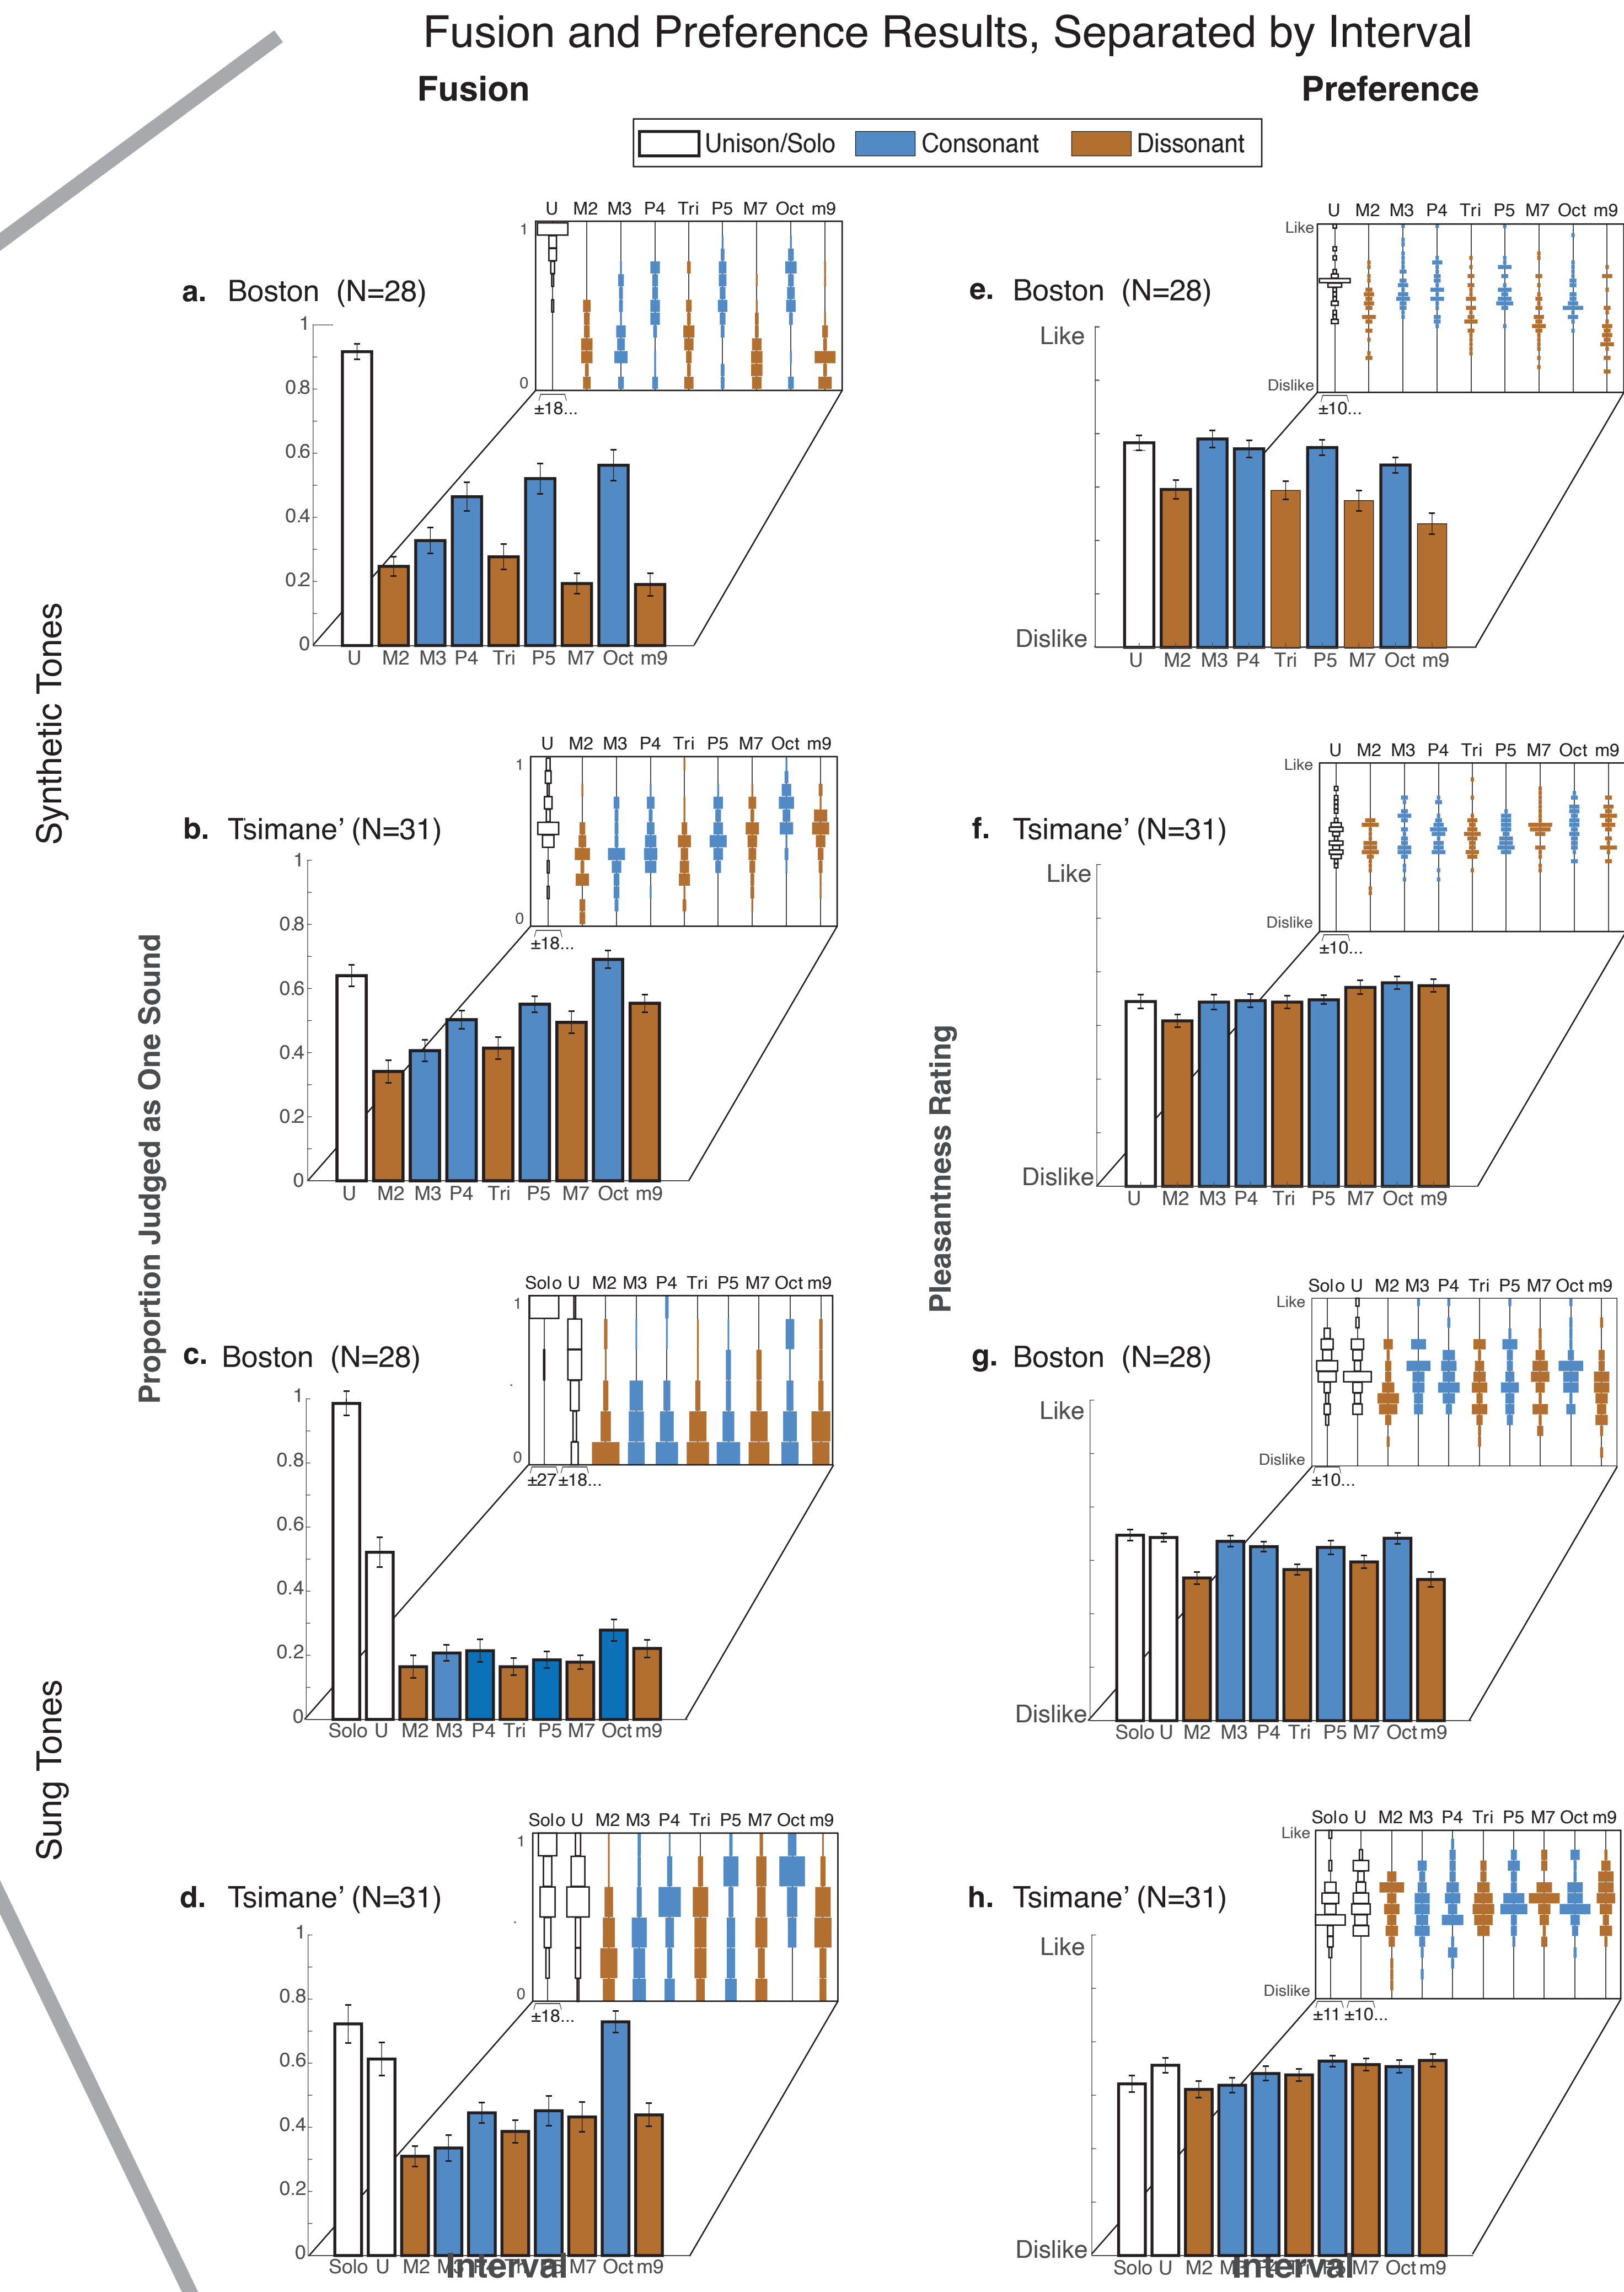 Fusion and Preference Results, Separated by Interval
Fusion
Preference
Unison/Solo Consonant Dissonant
Synthetic Tones
Sung Tones
Proportion Judged as One Sound
Pleasantness Rating
a. Boston (N=28)
U M2 M3 P4 Tri P5 M7 Oct m9
1
0
±18...
1
0.8
0.6
0.4
0.2
0
U M2 M3 P4 Tri P5 M7 Oct m9
e. Boston (N=28)
U M2 M3 P4 Tri P5 M7 Oct m9
Like
Dislike
±10...
Like
Dislike
U M2 M3 P4 Tri P5 M7 Oct m9
b. Tsimane’ (N=31)
U M2 M3 P4 Tri P5 M7 Oct m9
1
0
±18...
1
0.8
0.6
0.4
0.2
0
U M2 M3 P4 Tri P5 M7 Oct m9
f. Tsimane’ (N=31)
U M2 M3 P4 Tri P5 M7 Oct m9
Like
Dislike
±10...
Like
Dislike
U M2 M3 P4 Tri P5 M7 Oct m9
c. Boston (N=28)
Solo U M2 M3 P4 Tri P5 M7 Oct m9
1
0
±27 ±18...
1
0.8
0.6
0.4
0.2
0
Solo U M2 M3 P4 Tri P5 M7 Oct m9
g. Boston (N=28)
Solo U M2 M3 P4 Tri P5 M7 Oct m9
Like
Dislike
±10...
Like
Dislike
Solo U M2 M3 P4 Tri P5 M7 Oct m9
d. Tsimane’ (N=31)
Solo U M2 M3 P4 Tri P5 M7 Oct m9
1
0
±18...
1
0.8
0.6
0.4
0.2
0
Solo U M2 M3 P4 Tri P5 M7 Oct m9
Interval
h. Tsimane’ (N=31)
Solo U M2 M3 P4 Tri P5 M7 Oct m9
Like
Dislike
±11 ±10...
Like
Dislike
Solo U M2 M3 P4 Tri P5 M7 Oct m9
Interval